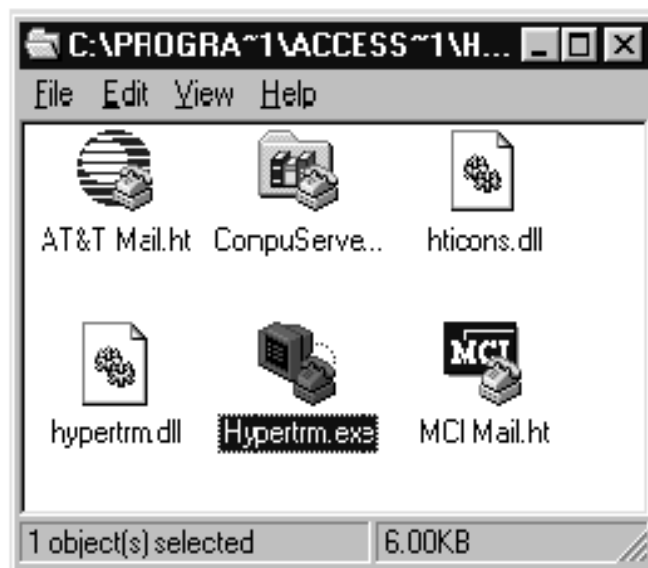 C:\PROGRA~1\ACCESS~1\H...
File Edit View Help
MCI
AT&T Mail.ht CompuServe... hticons.dll
hypertrm.dll Hypertrm.exe MCI Mail.ht
1 object(s) selected 6.00KB